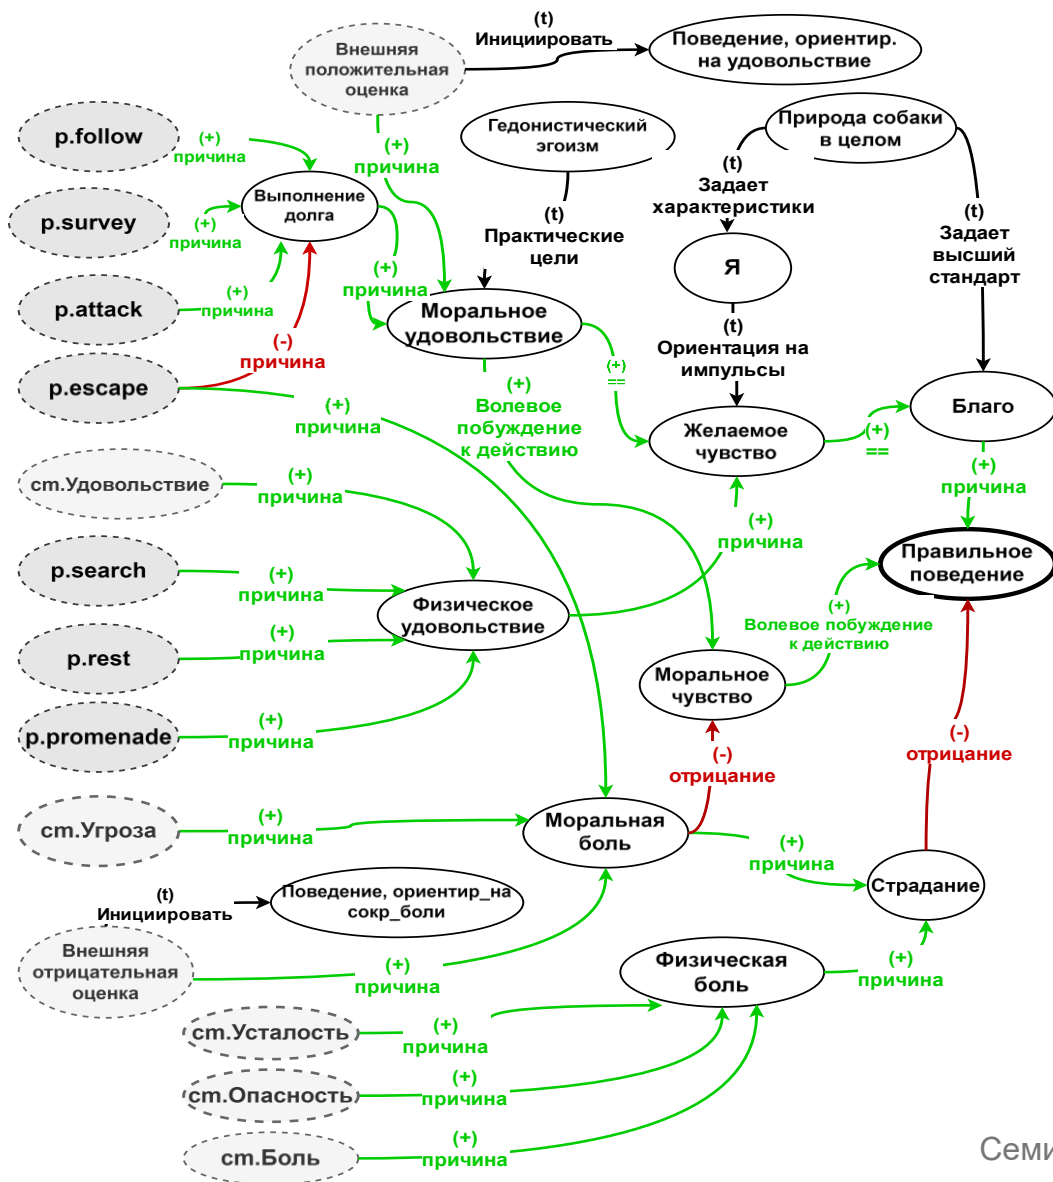 (t)
Инициировать
Внешняя
положительная
оценка
Поведение, ориентир.
на удовольствие
p.follow
(+)
причина
(+)
причина
Гедонистический
эгоизм
Природа собаки
в целом
(t)
Задает
характеристики
Выполнение
долга
p.survey
(+)
причина
(t)
Практические
цели
(t)
Задает
высший
стандарт
Я
(+)
причина
p.attack
(+)
причина
Моральное
удовольствие
(t)
Ориентация на
импульсы
(-)
причина
p.escape
(+)
==
(+)
Волевое
побуждение
к действию
(+)
причина
Желаемое
чувство
(+)
==
Благо
(+)
причина
cm.Удовольствие
(+)
причина
(+)
причина
Правильное
поведение
p.search
(+)
причина
Физическое
удовольствие
(+)
Волевое побуждение
к действию
p.rest
(+)
причина
Моральное
чувство
p.promenade
(+)
причина
(-)
отрицание
(-)
отрицание
cm.Угроза
(+)
причина
Моральная
боль
(+)
причина
Страдание
(t)
Инициировать
Поведение, ориентир_на
сокр_боли
Внешняя
отрицательная
оценка
(+)
причина
Физическая
боль
(+)
причина
cm.Усталость
(+)
причина
cm.Опасность
(+)
причина
cm.Боль
(+)
причина
Семи